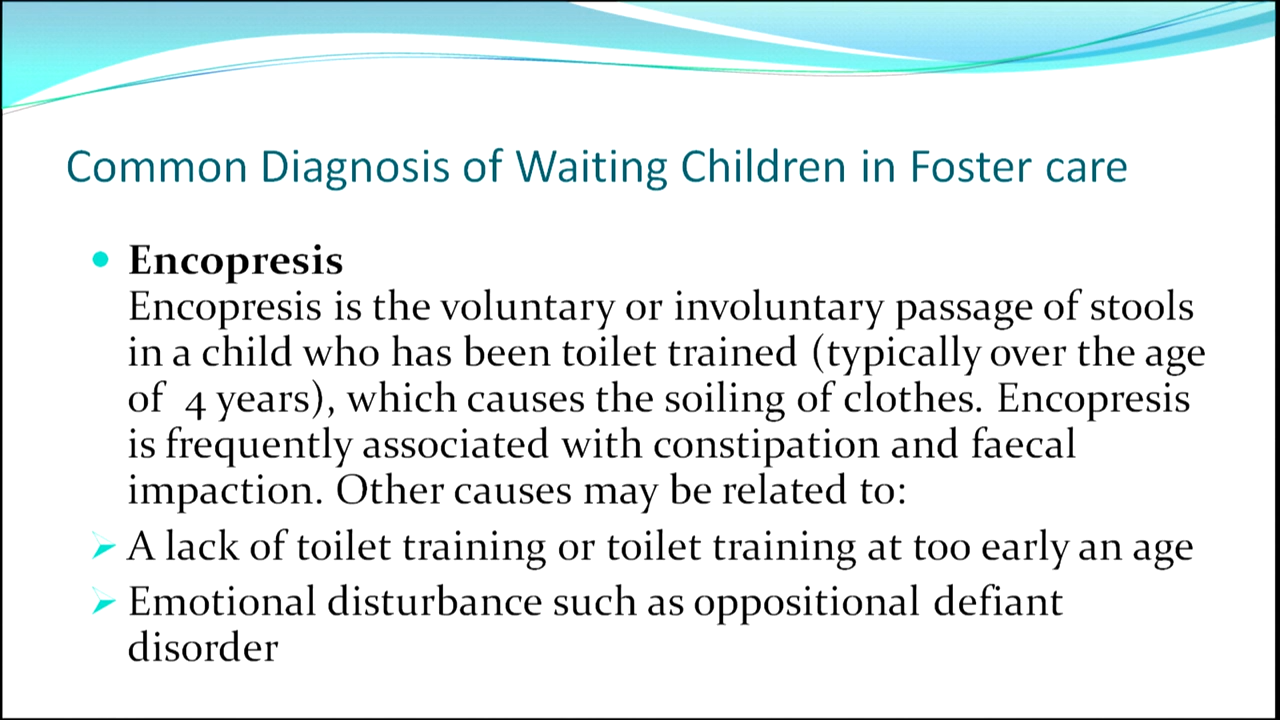 Common Diagnosis of Waiting Children in Foster care
Encopresis
Encopresis is the voluntary or involuntary passage of stools
in a child who has been toilet trained (typically over the age
of 4 years), which causes the soiling of clothes. Encopresis
is frequently associated with constipation and faecal
impaction. Other causes may be related to:
A lack of toilet training or toilet training at too early an age
Emotional disturbance such as oppositional defiant
disorder